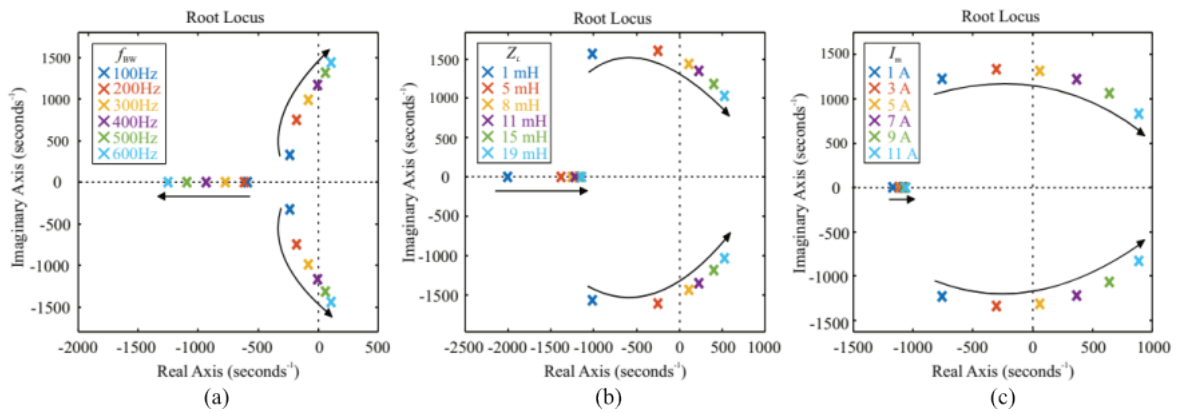 Root Locus
f_BW
100Hz
200Hz
300Hz
400Hz
500Hz
600Hz
1500
1000
500
0
-500
-1000
-1500
-2000 -1500 -1000 -500 0 500
Imaginary Axis (seconds⁻¹)
Real Axis (seconds⁻¹)
(a)
Root Locus
Z_L
1 mH
5 mH
8 mH
11 mH
15 mH
19 mH
1500
1000
500
0
-500
-1000
-1500
-2500 -2000 -1500 -1000 -500 0 500 1000
Imaginary Axis (seconds⁻¹)
Real Axis (seconds⁻¹)
(b)
Root Locus
I_m
1 A
3 A
5 A
7 A
9 A
11 A
1500
1000
500
0
-500
-1000
-1500
-1500 -1000 -500 0 500 1000
Imaginary Axis (seconds⁻¹)
Real Axis (seconds⁻¹)
(c)